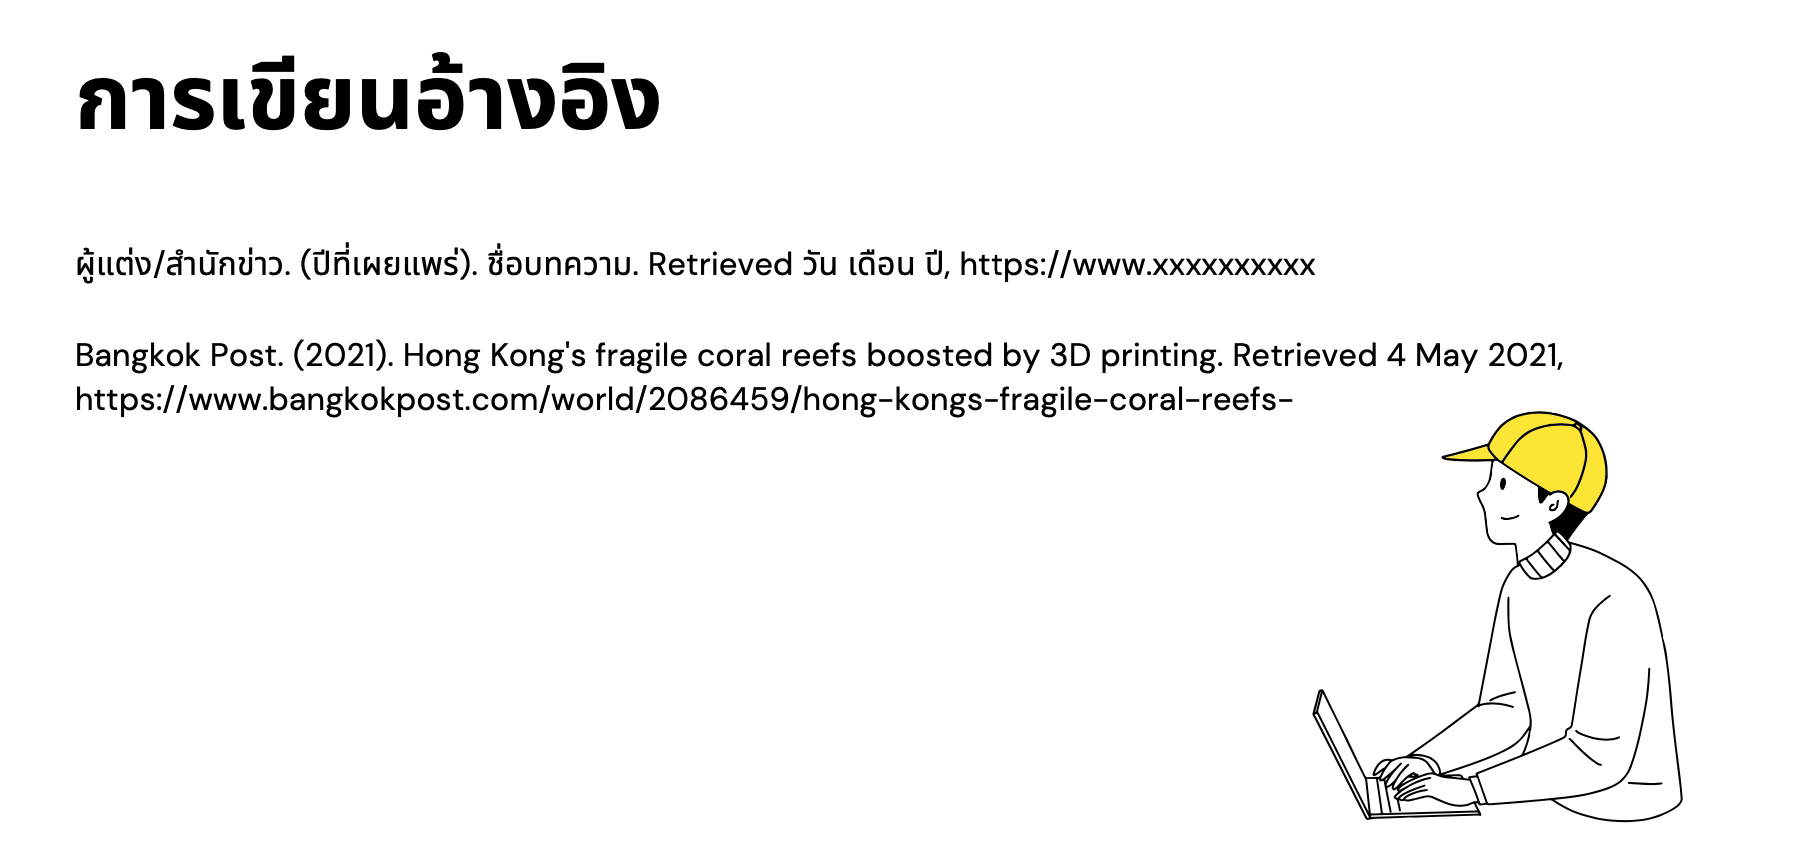 การเขียนอ้างอิง
ผู้แต่ง/สำนักข่าว. (ปีที่เผยแพร่). ชื่อบทความ. Retrieved วัน เดือน ปี, https://www.xxxxxxxxxx
Bangkok Post. (2021). Hong Kong's fragile coral reefs boosted by 3D printing. Retrieved 4 May 2021,
https://www.bangkokpost.com/world/2086459/hong-kongs-fragile-coral-reefs-